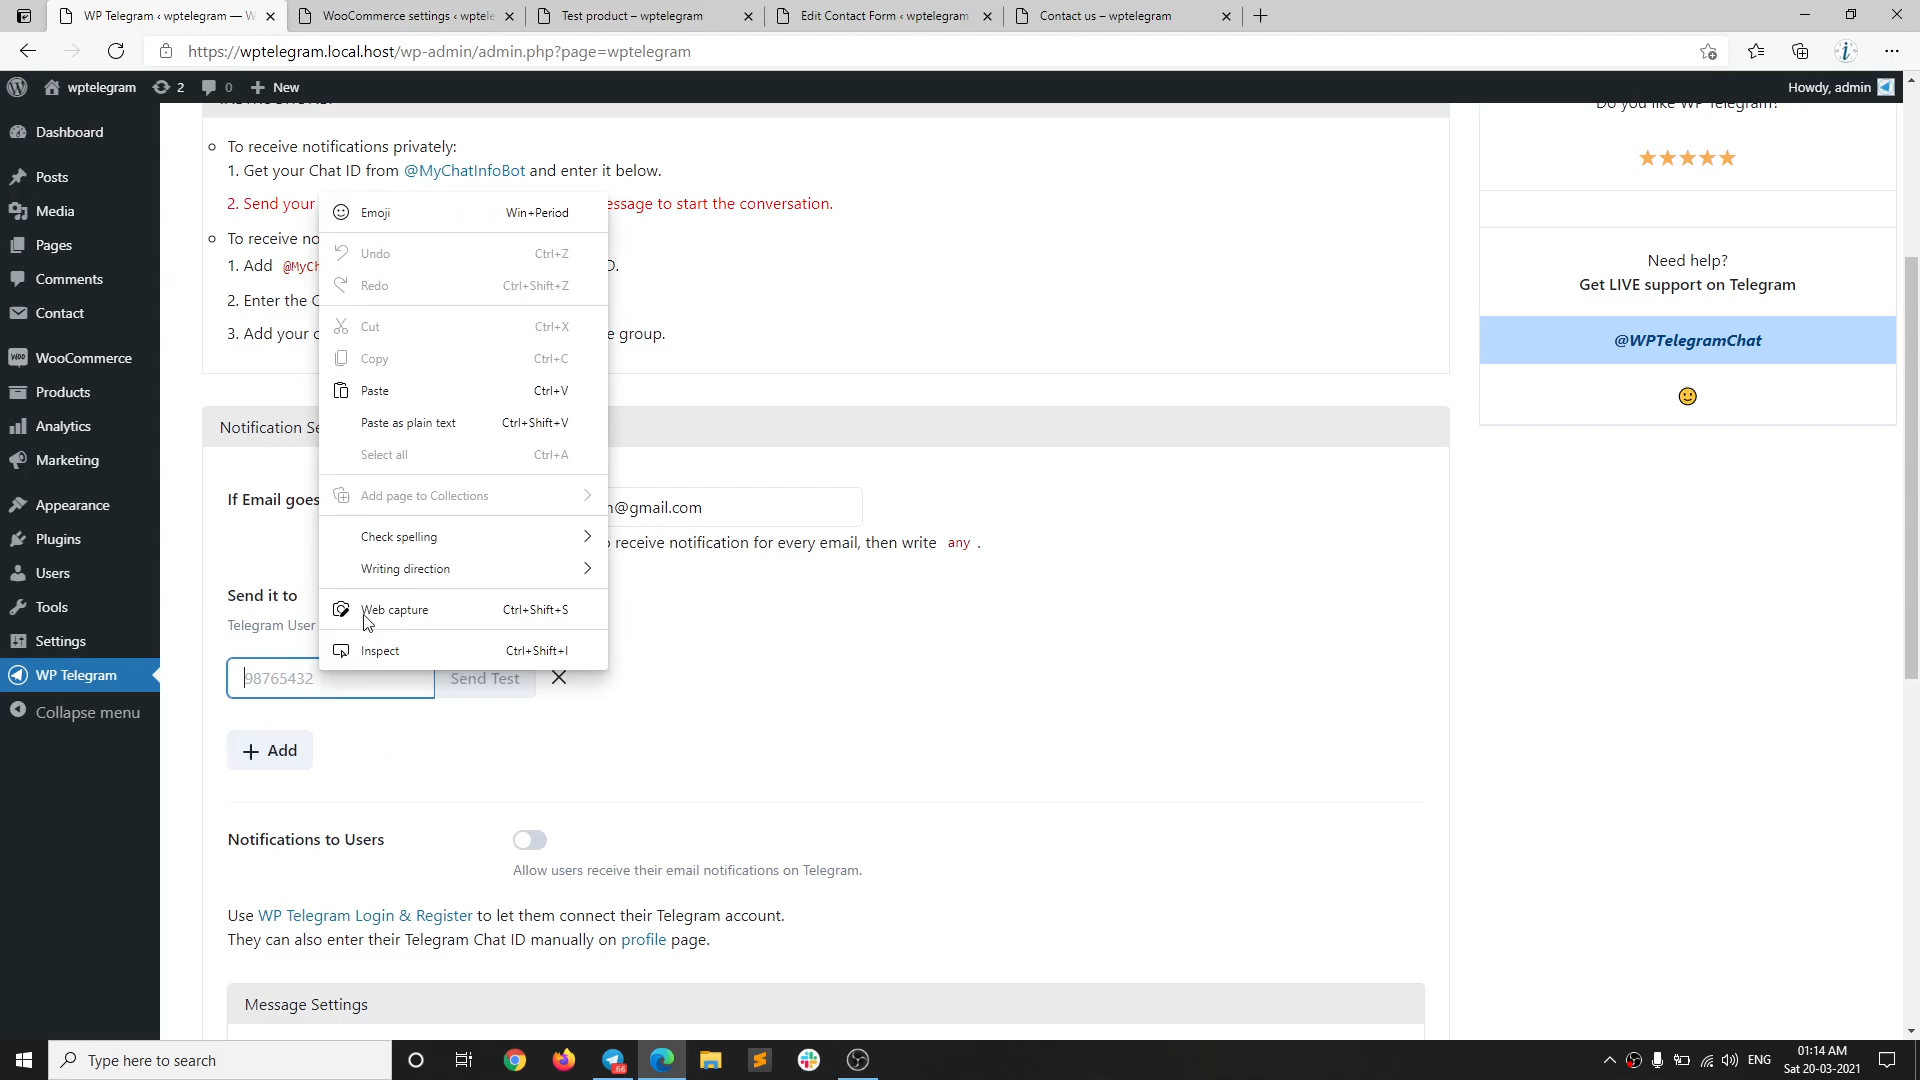 WP Telegram ‹ wptelegram — W
WooCommerce settings ‹ wptele
Test product – wptelegram
Edit Contact Form ‹ wptelegram
Contact us – wptelegram
https://wptelegram.local.host/wp-admin/admin.php?page=wptelegram
wptelegram
2
0
New
Howdy, admin
Dashboard
Posts
Media
Pages
Comments
Contact
WooCommerce
Products
Analytics
Marketing
Appearance
Plugins
Users
Tools
Settings
WP Telegram
Collapse menu
To receive notifications privately:
1. Get your Chat ID from @MyChatInfoBot and enter it below.
2. Send your
essage to start the conversation.
To receive no
1. Add @MyCh
D.
2. Enter the C
3. Add your
e group.
Emoji Win+Period
Undo Ctrl+Z
Redo Ctrl+Shift+Z
Cut Ctrl+X
Copy Ctrl+C
Paste Ctrl+V
Paste as plain text Ctrl+Shift+V
Select all Ctrl+A
Add page to Collections
Check spelling
Writing direction
Web capture Ctrl+Shift+S
Inspect Ctrl+Shift+I
Notification Se
If Email goes
@gmail.com
receive notification for every email, then write any .
Send it to
Telegram User
98765432
Send Test
Add
Notifications to Users
Allow users receive their email notifications on Telegram.
Use WP Telegram Login & Register to let them connect their Telegram account.
They can also enter their Telegram Chat ID manually on profile page.
Message Settings
Do you like WP Telegram?
Need help?
Get LIVE support on Telegram
@WPTelegramChat
Type here to search
66
ENG
01:14 AM
Sat 20-03-2021